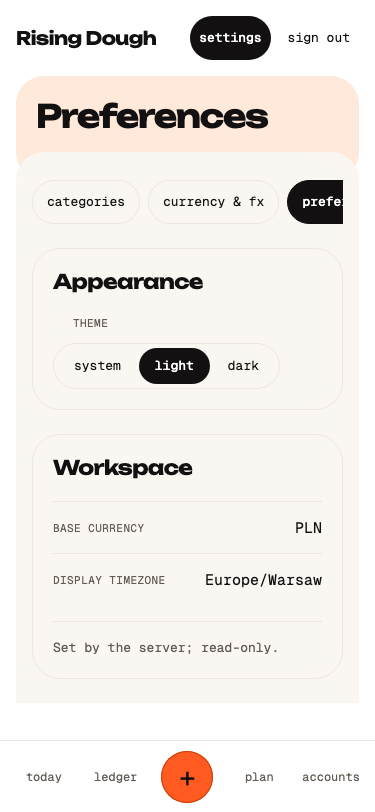 Rising Dough
settings
sign out
Preferences
categories
currency & fx
prefe
Appearance
THEME
system
light
dark
Workspace
BASE CURRENCY
PLN
DISPLAY TIMEZONE
Europe/Warsaw
Set by the server; read-only.
today
ledger
+
plan
accounts